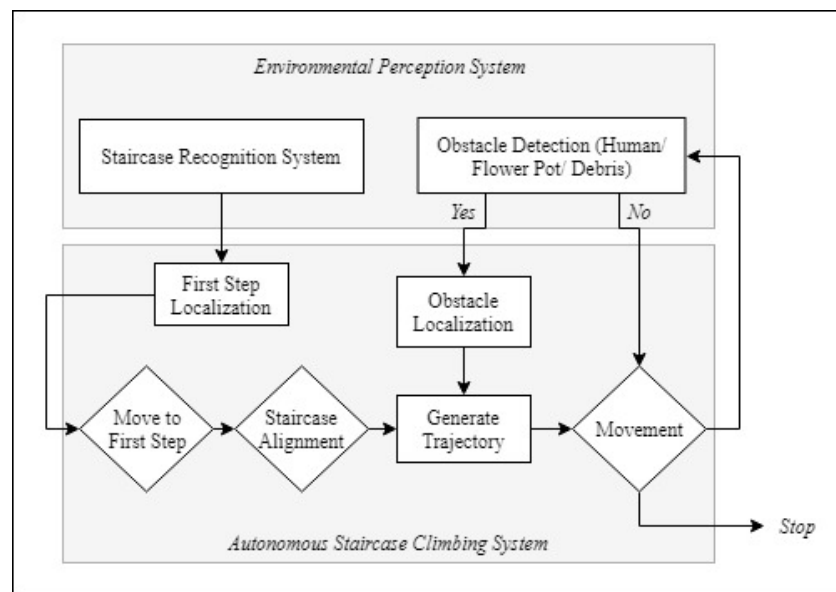 Environmental Perception System
Staircase Recognition System
Obstacle Detection (Human/
Flower Pot/ Debris)
Yes
No
First Step
Localization
Obstacle
Localization
Move to
First Step
Staircase
Alignment
Generate
Trajectory
Movement
Stop
Autonomous Staircase Climbing System